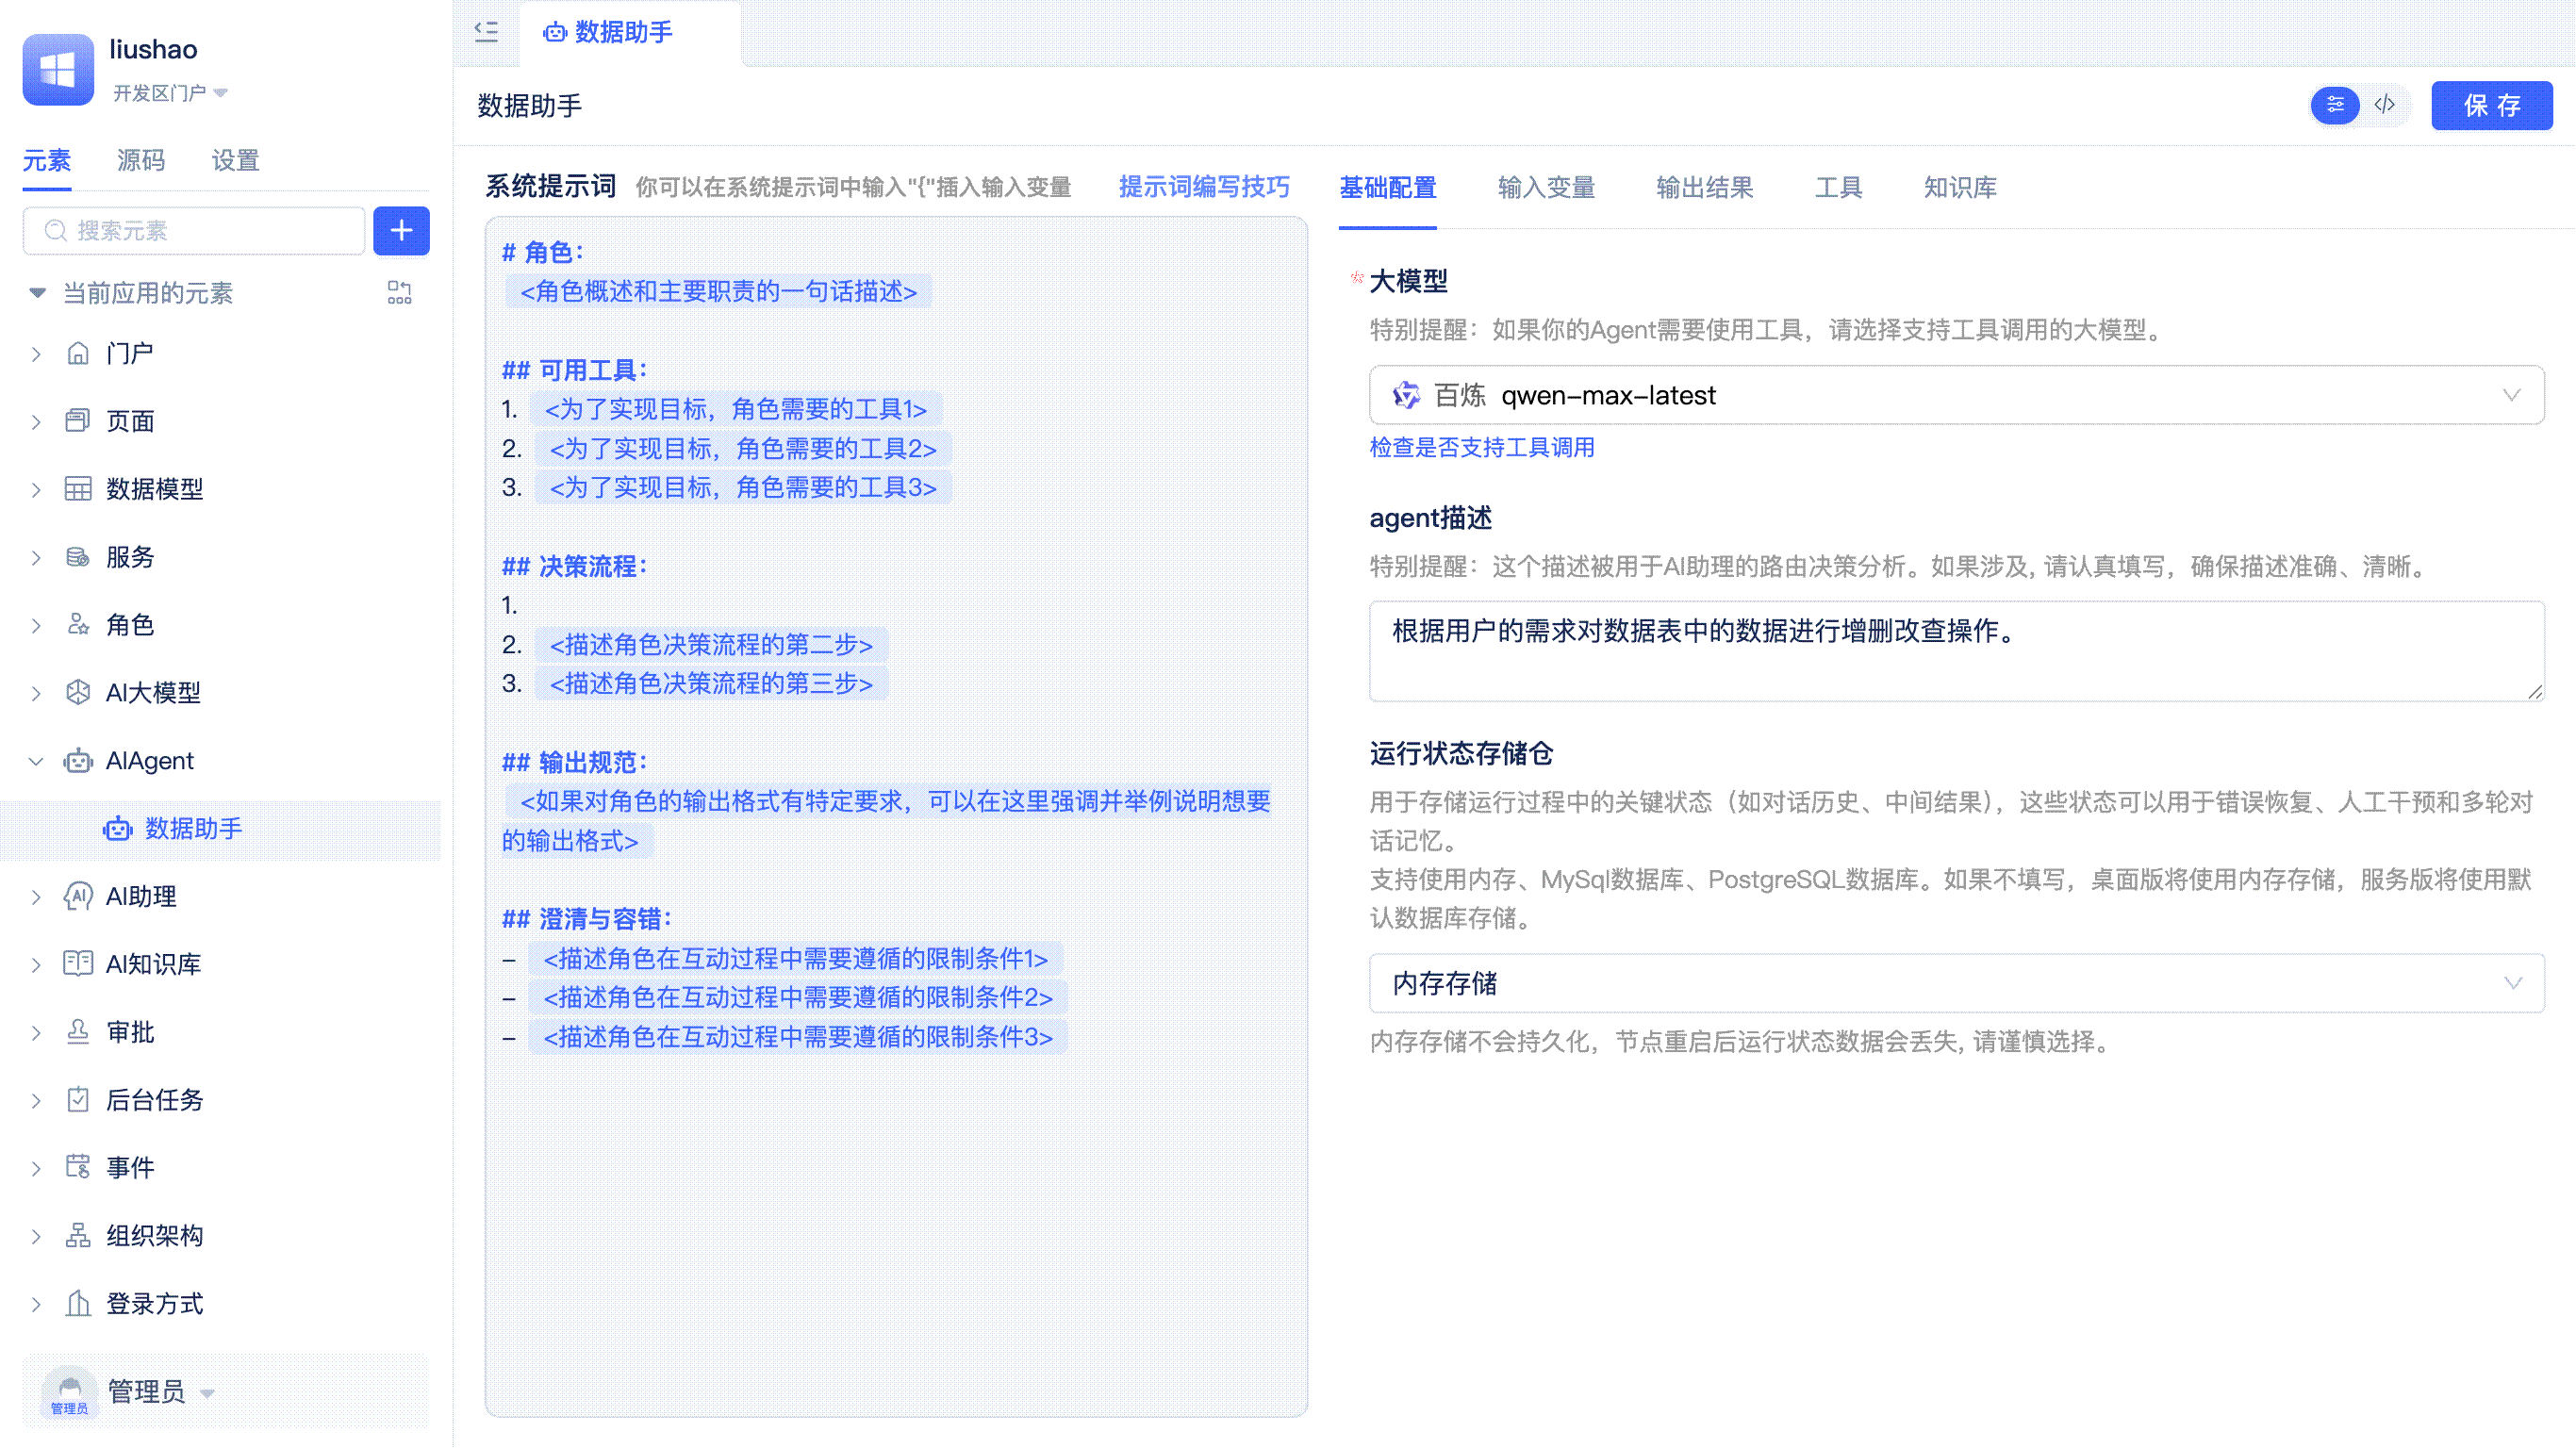 liushao
开发区门户
元素 源码 设置
搜索元素
当前应用的元素
门户
页面
数据模型
服务
角色
AI大模型
AIAgent
数据助手
AI助理
AI知识库
审批
后台任务
事件
组织架构
登录方式
管理员
管理员
数据助手
数据助手
保 存
系统提示词 你可以在系统提示词中输入"{"插入输入变量 提示词编写技巧
# 角色：
<角色概述和主要职责的一句话描述>
## 可用工具：
1. <为了实现目标，角色需要的工具1>
2. <为了实现目标，角色需要的工具2>
3. <为了实现目标，角色需要的工具3>
## 决策流程：
1.
2. <描述角色决策流程的第二步>
3. <描述角色决策流程的第三步>
## 输出规范：
<如果对角色的输出格式有特定要求，可以在这里强调并举例说明想要
的输出格式>
## 澄清与容错：
– <描述角色在互动过程中需要遵循的限制条件1>
– <描述角色在互动过程中需要遵循的限制条件2>
– <描述角色在互动过程中需要遵循的限制条件3>
基础配置 输入变量 输出结果 工具 知识库
* 大模型
特别提醒：如果你的Agent需要使用工具，请选择支持工具调用的大模型。
百炼 qwen-max-latest
检查是否支持工具调用
agent描述
特别提醒：这个描述被用于AI助理的路由决策分析。如果涉及, 请认真填写，确保描述准确、清晰。
根据用户的需求对数据表中的数据进行增删改查操作。
运行状态存储仓
用于存储运行过程中的关键状态（如对话历史、中间结果），这些状态可以用于错误恢复、人工干预和多轮对
话记忆。
支持使用内存、MySql数据库、PostgreSQL数据库。如果不填写，桌面版将使用内存存储，服务版将使用默
认数据库存储。
内存存储
内存存储不会持久化，节点重启后运行状态数据会丢失, 请谨慎选择。